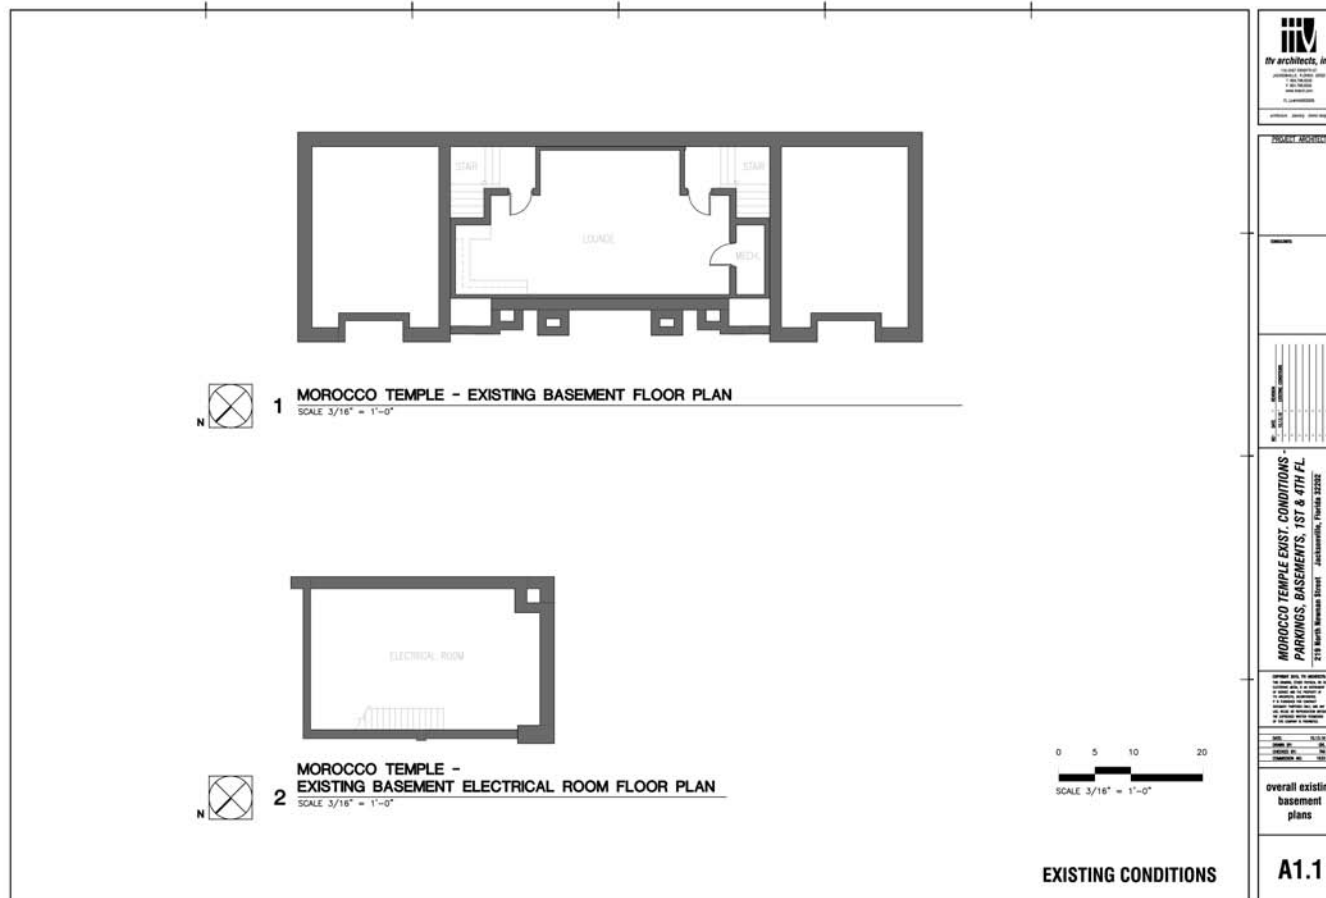 STAIR
STAIR
LOUNGE
MECH.
N
1 MOROCCO TEMPLE - EXISTING BASEMENT FLOOR PLAN
SCALE 3/16" = 1'-0"
ELECTRICAL ROOM
N
2 MOROCCO TEMPLE -
EXISTING BASEMENT ELECTRICAL ROOM FLOOR PLAN
SCALE 3/16" = 1'-0"
0 5 10 20
SCALE 3/16" = 1'-0"
EXISTING CONDITIONS
architects, in
PROJECT ARCHITECT
MOROCCO TEMPLE EXIST. CONDITIONS -
PARKINGS, BASEMENTS, 1ST & 4TH FL.
219 North Newnan Street Jacksonville, Florida 32202
overall existin
basement
plans
A1.1